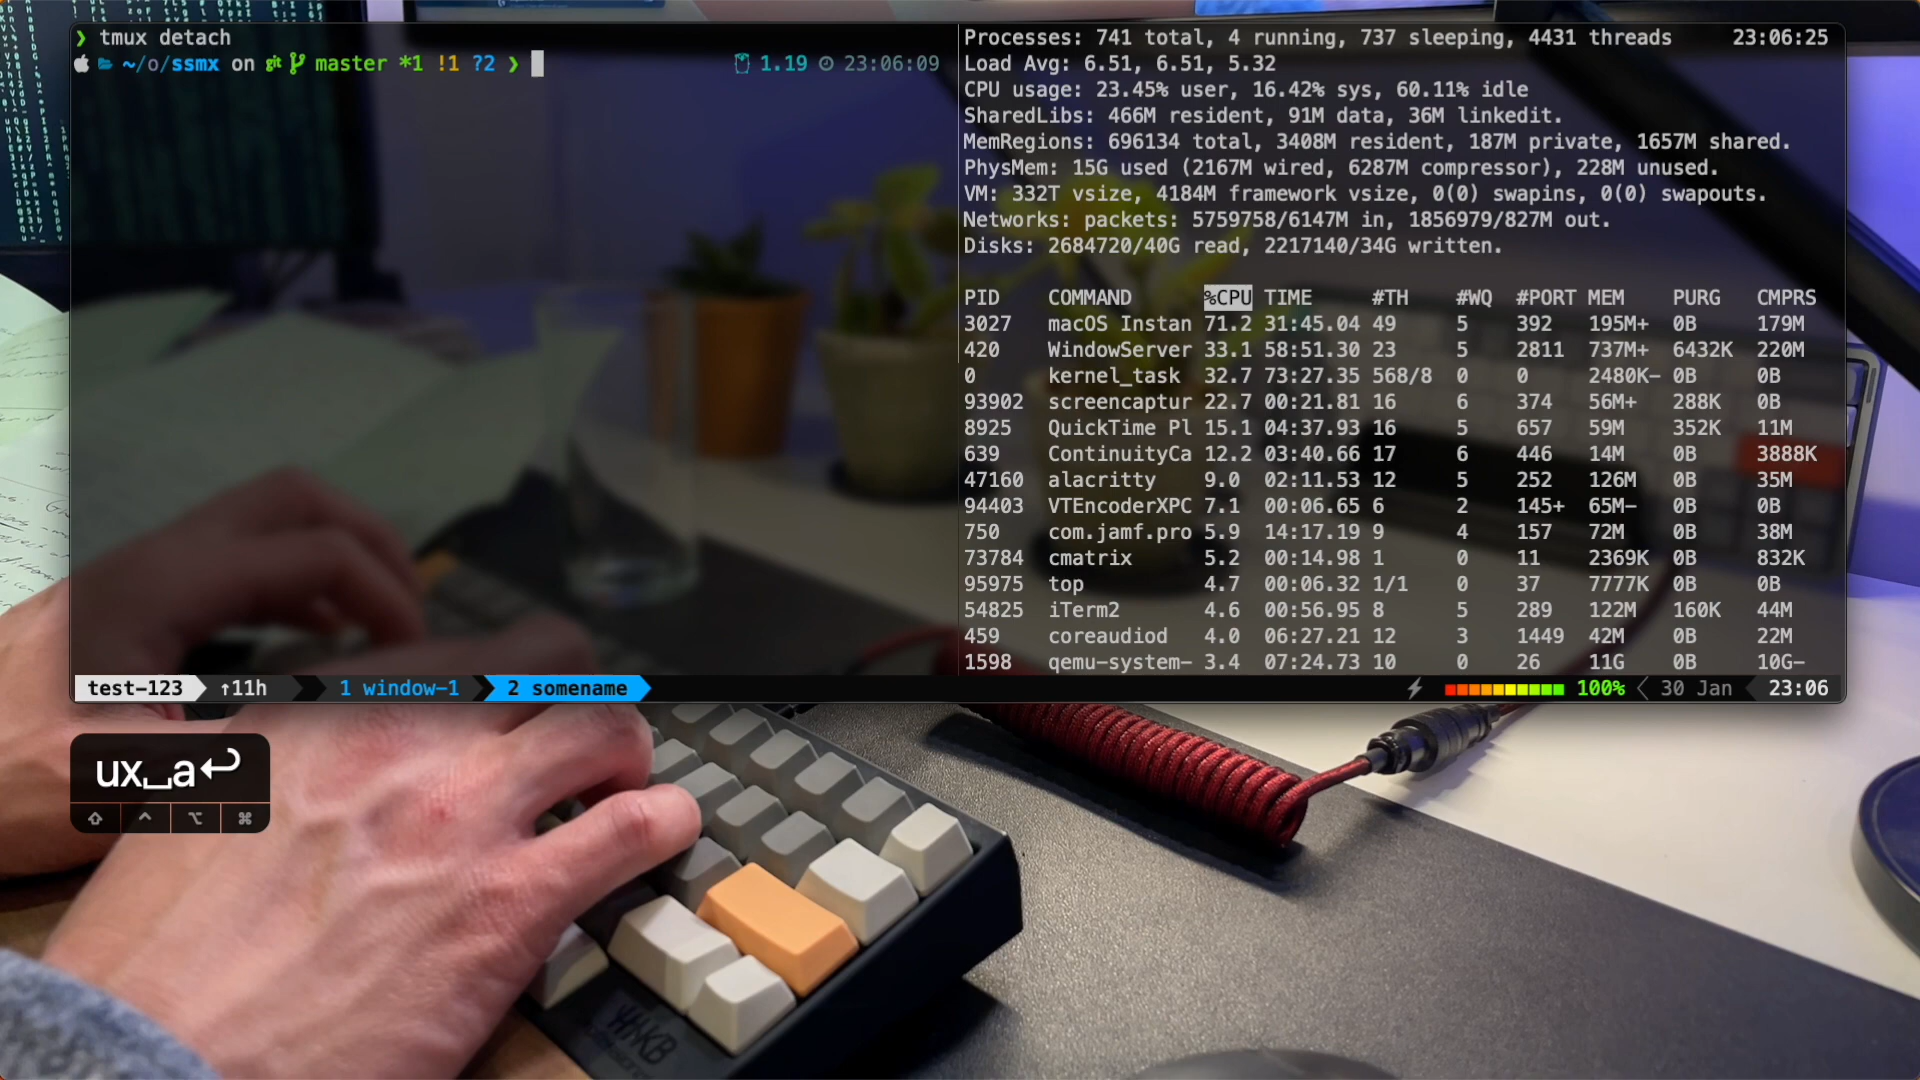 ❯ tmux detach
~/o/ssmx on git master *1 !1 ?2 ❯ 1.19 23:06:09
Processes: 741 total, 4 running, 737 sleeping, 4431 threads 23:06:25
Load Avg: 6.51, 6.51, 5.32
CPU usage: 23.45% user, 16.42% sys, 60.11% idle
SharedLibs: 466M resident, 91M data, 36M linkedit.
MemRegions: 696134 total, 3408M resident, 187M private, 1657M shared.
PhysMem: 15G used (2167M wired, 6287M compressor), 228M unused.
VM: 332T vsize, 4184M framework vsize, 0(0) swapins, 0(0) swapouts.
Networks: packets: 5759758/6147M in, 1856979/827M out.
Disks: 2684720/40G read, 2217140/34G written.
PID COMMAND %CPU TIME #TH #WQ #PORT MEM PURG CMPRS
3027 macOS Instan 71.2 31:45.04 49 5 392 195M+ 0B 179M
420 WindowServer 33.1 58:51.30 23 5 2811 737M+ 6432K 220M
0 kernel_task 32.7 73:27.35 568/8 0 0 2480K- 0B 0B
93902 screencaptur 22.7 00:21.81 16 6 374 56M+ 288K 0B
8925 QuickTime Pl 15.1 04:37.93 16 5 657 59M 352K 11M
639 ContinuityCa 12.2 03:40.66 17 6 446 14M 0B 3888K
47160 alacritty 9.0 02:11.53 12 5 252 126M 0B 35M
94403 VTEncoderXPC 7.1 00:06.65 6 2 145+ 65M- 0B 0B
750 com.jamf.pro 5.9 14:17.19 9 4 157 72M 0B 38M
73784 cmatrix 5.2 00:14.98 1 0 11 2369K 0B 832K
95975 top 4.7 00:06.32 1/1 0 37 7777K 0B 0B
54825 iTerm2 4.6 00:56.95 8 5 289 122M 160K 44M
459 coreaudiod 4.0 06:27.21 12 3 1449 42M 0B 22M
1598 qemu-system- 3.4 07:24.73 10 0 26 11G 0B 10G-
test-123 ↑11h 1 window-1 2 somename 100% 30 Jan 23:06
ux␣a↩
⇧ ⌃ ⌥ ⌘